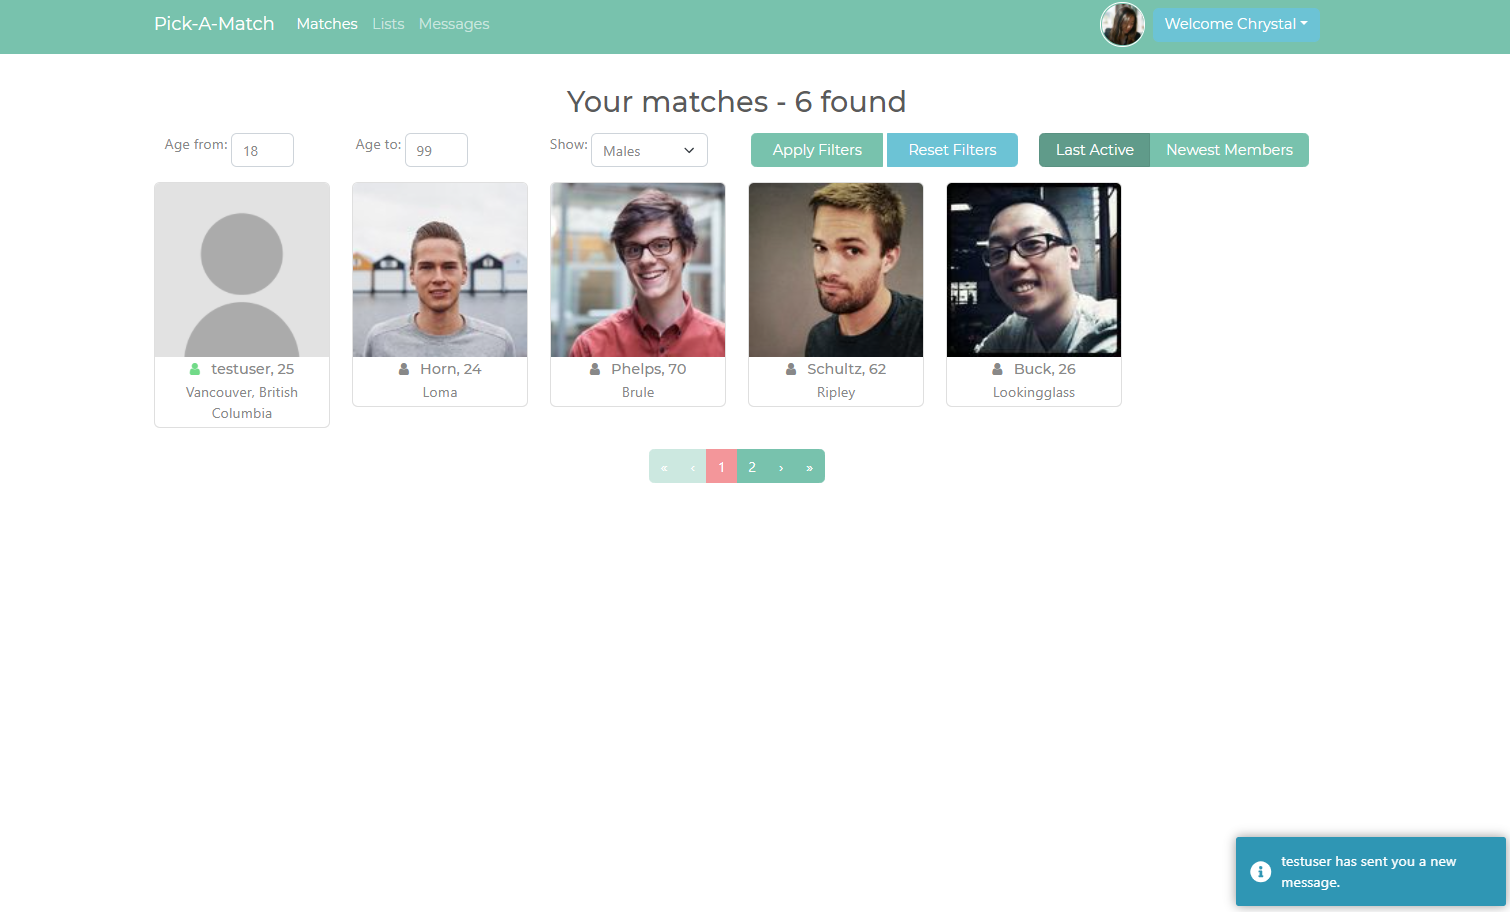 Pick-A-Match Matches Lists Messages Welcome Chrystal
Your matches - 6 found
Age from: 18 Age to: 99 Show: Males Apply Filters Reset Filters Last Active Newest Members
testuser, 25
Vancouver, British
Columbia
Horn, 24
Loma
Phelps, 70
Brule
Schultz, 62
Ripley
Buck, 26
Lookingglass
« ‹ 1 2 › »
testuser has sent you a new
message.